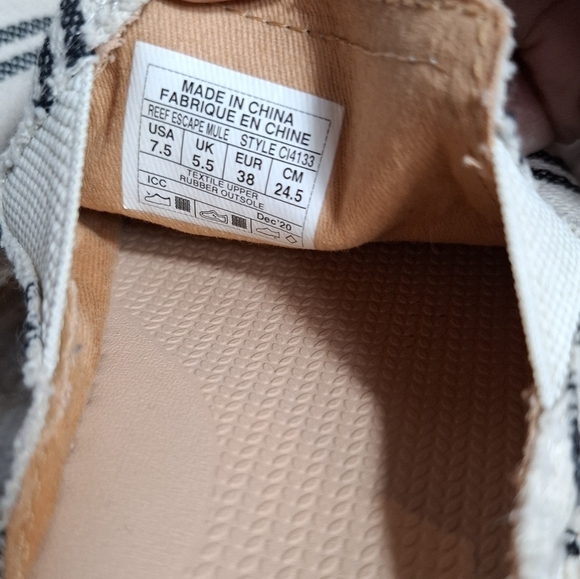 MADE IN CHINA
FABRIQUE EN CHINE
REEF ESCAPE MULE STYLE CI4133
USA UK EUR CM
7.5 5.5 38 24.5
TEXTILE UPPER
RUBBER OUTSOLE
ICC Dec'20